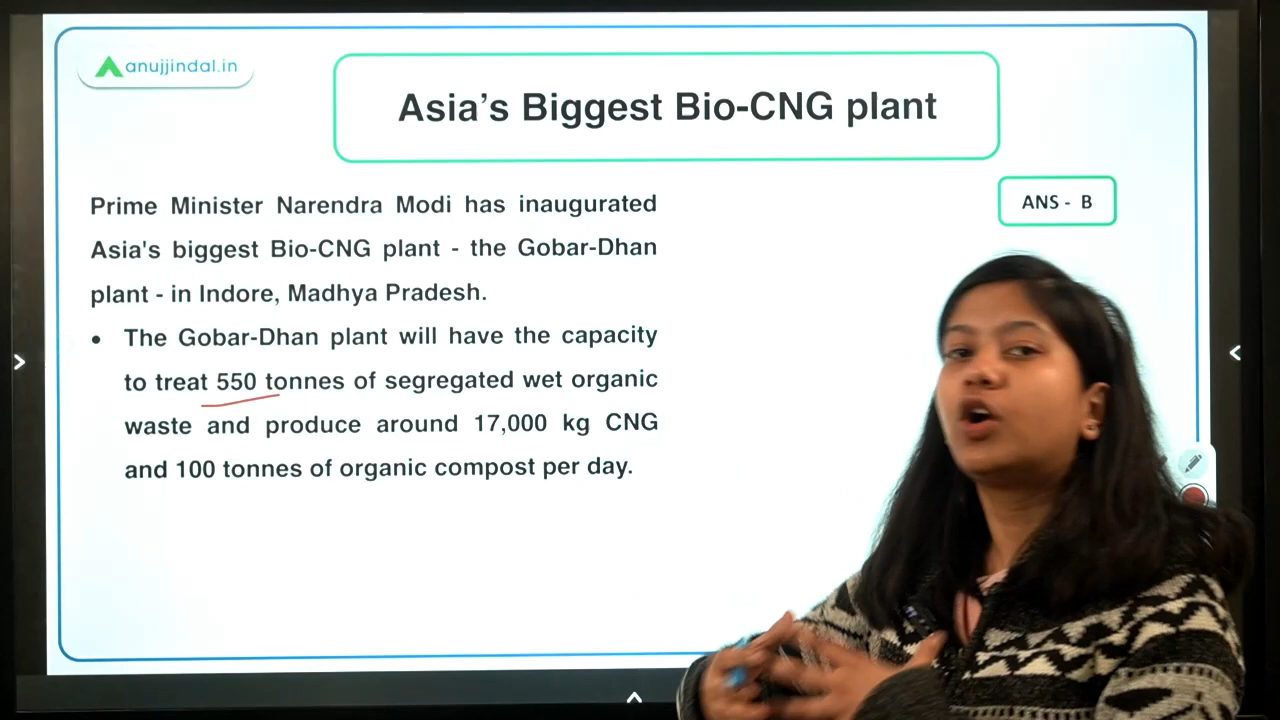 anujjindal.in
Asia's Biggest Bio-CNG plant
ANS - B
Prime Minister Narendra Modi has inaugurated
Asia's biggest Bio-CNG plant - the Gobar-Dhan
plant - in Indore, Madhya Pradesh.
• The Gobar-Dhan plant will have the capacity
to treat 550 tonnes of segregated wet organic
waste and produce around 17,000 kg CNG
and 100 tonnes of organic compost per day.